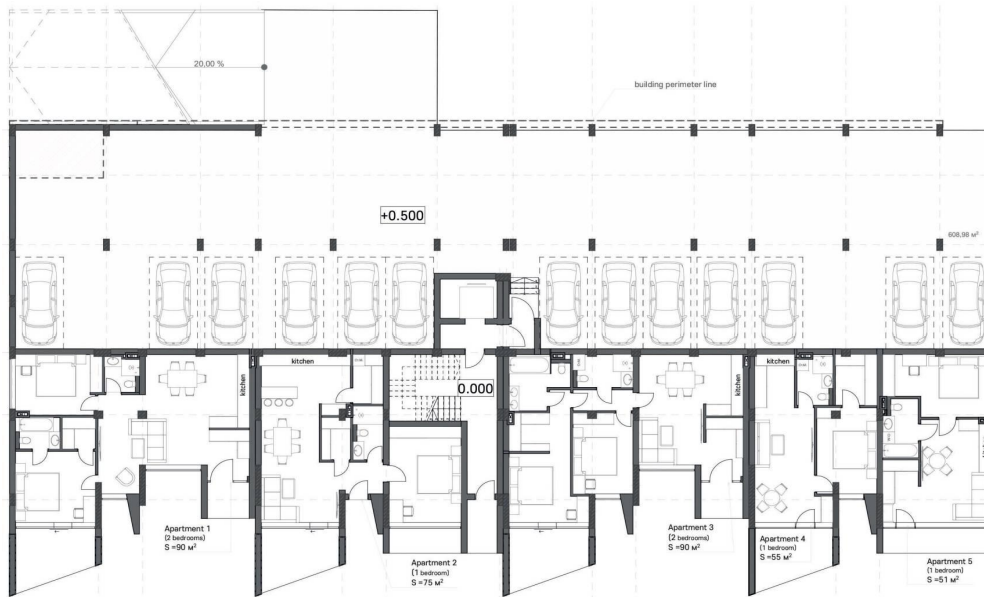 20,00 %
building perimeter line
+0.500
608,98 м²
kitchen
kitchen
0.000
kitchen
kitchen
Apartment 1
(2 bedrooms)
S =90 м²
Apartment 2
(1 bedroom)
S =75 м²
Apartment 3
(2 bedrooms)
S =90 м²
Apartment 4
(1 bedroom)
S =55 м²
Apartment 5
(1 bedroom)
S =51 м²